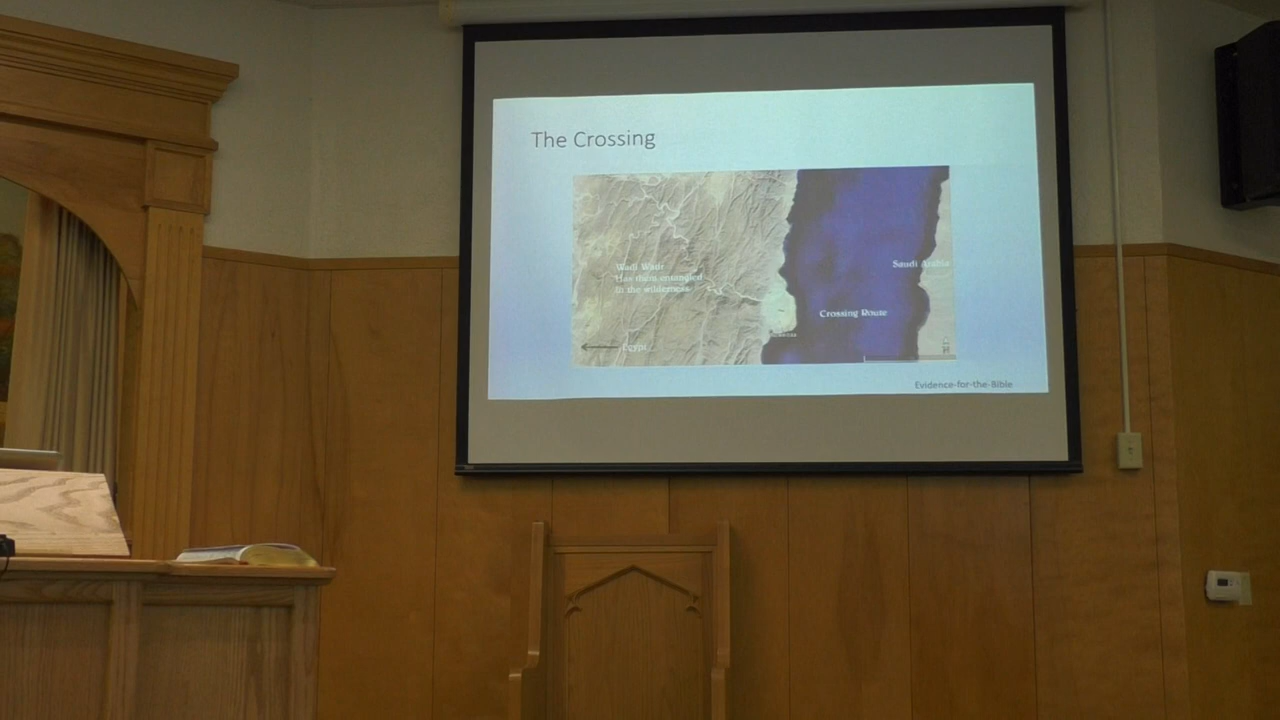 The Crossing
Wadi Watir
Has them entangled
In the wilderness
Saudi Arabia
Crossing Route
Egypt
Evidence-for-the-Bible